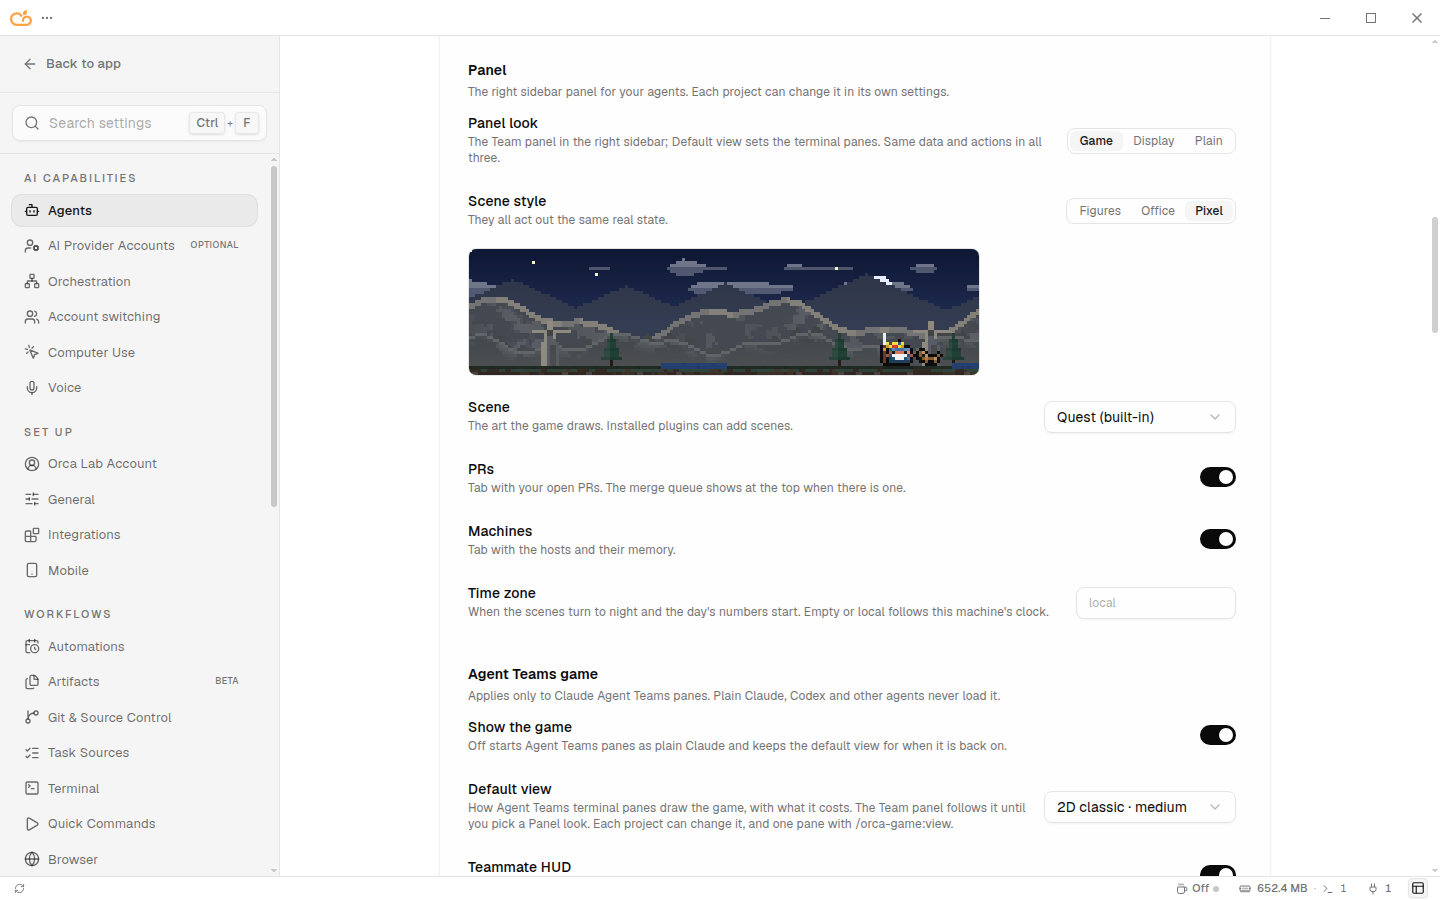 Back to app
Search settings
Ctrl + F
AI CAPABILITIES
Agents
AI Provider Accounts OPTIONAL
Orchestration
Account switching
Computer Use
Voice
SET UP
Orca Lab Account
General
Integrations
Mobile
WORKFLOWS
Automations
Artifacts BETA
Git & Source Control
Task Sources
Terminal
Quick Commands
Browser
Panel
The right sidebar panel for your agents. Each project can change it in its own settings.
Panel look
The Team panel in the right sidebar; Default view sets the terminal panes. Same data and actions in all
three.
Game Display Plain
Scene style
They all act out the same real state.
Figures Office Pixel
Scene
The art the game draws. Installed plugins can add scenes.
Quest (built-in)
PRs
Tab with your open PRs. The merge queue shows at the top when there is one.
Machines
Tab with the hosts and their memory.
Time zone
When the scenes turn to night and the day's numbers start. Empty or local follows this machine's clock.
local
Agent Teams game
Applies only to Claude Agent Teams panes. Plain Claude, Codex and other agents never load it.
Show the game
Off starts Agent Teams panes as plain Claude and keeps the default view for when it is back on.
Default view
How Agent Teams terminal panes draw the game, with what it costs. The Team panel follows it until
you pick a Panel look. Each project can change it, and one pane with /orca-game:view.
2D classic · medium
Teammate HUD
Off 652.4 MB · 1 1